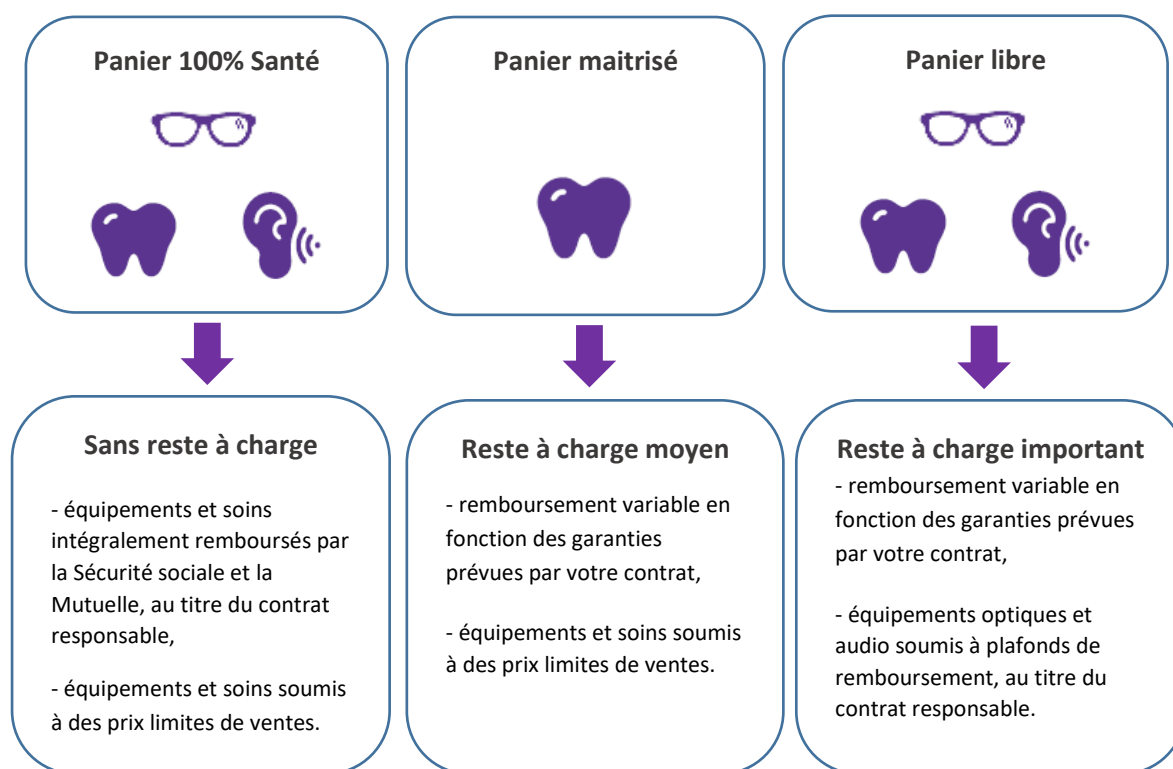 Panier 100% Santé
Panier maitrisé
Panier libre
Sans reste à charge
- équipements et soins
intégralement remboursés par
la Sécurité sociale et la
Mutuelle, au titre du contrat
responsable,
- équipements et soins soumis
à des prix limites de ventes.
Reste à charge moyen
- remboursement variable en
fonction des garanties
prévues par votre contrat,
- équipements et soins soumis
à des prix limites de ventes.
Reste à charge important
- remboursement variable en
fonction des garanties prévues
par votre contrat,
- équipements optiques et
audio soumis à plafonds de
remboursement, au titre du
contrat responsable.